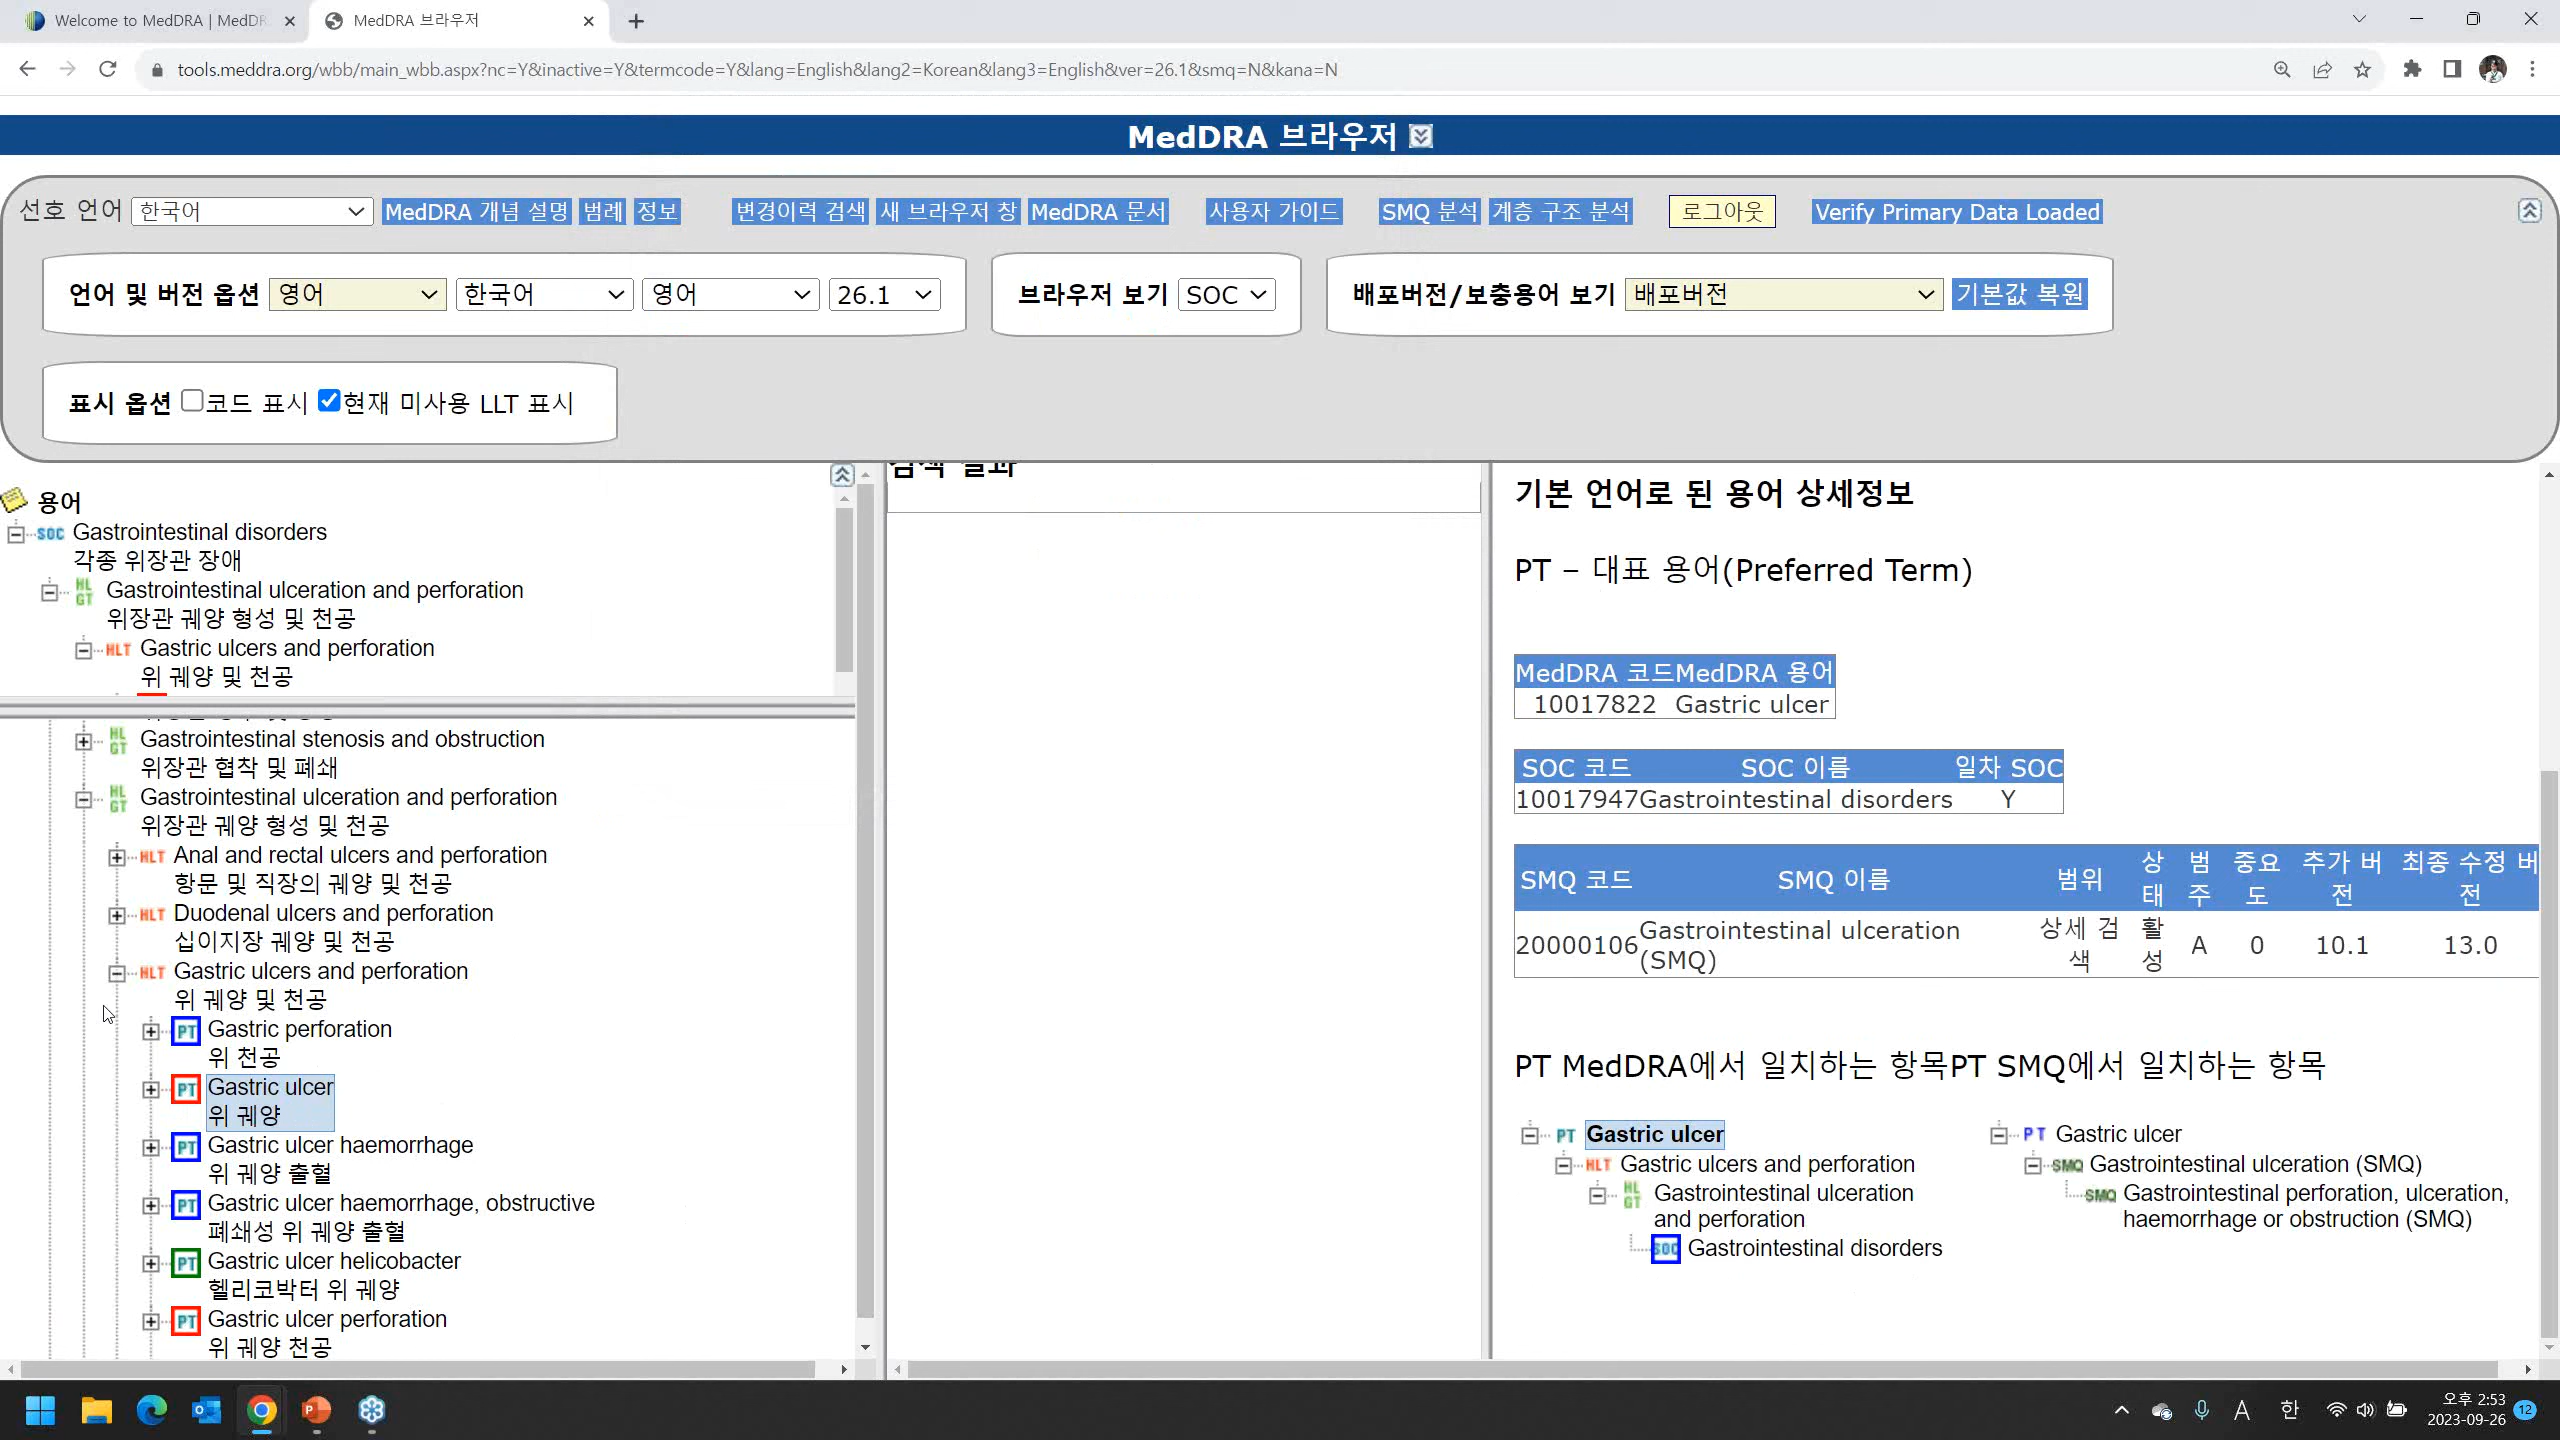 Welcome to MedDRA | MedDR
MedDRA 브라우저
tools.meddra.org/wbb/main_wbb.aspx?nc=Y&inactive=Y&termcode=Y&lang=English&lang2=Korean&lang3=English&ver=26.1&smq=N&kana=N
MedDRA 브라우저
선호 언어 한국어 MedDRA 개념 설명 범례 정보 변경이력 검색 새 브라우저 창 MedDRA 문서 사용자 가이드 SMQ 분석 계층 구조 분석 로그아웃 Verify Primary Data Loaded
언어 및 버전 옵션 영어 한국어 영어 26.1 브라우저 보기 SOC 배포버전/보충용어 보기 배포버전 기본값 복원
표시 옵션 코드 표시 현재 미사용 LLT 표시
용어
SOC Gastrointestinal disorders
각종 위장관 장애
HLGT Gastrointestinal ulceration and perforation
위장관 궤양 형성 및 천공
HLT Gastric ulcers and perforation
위 궤양 및 천공
HLGT Gastrointestinal stenosis and obstruction
위장관 협착 및 폐쇄
HLGT Gastrointestinal ulceration and perforation
위장관 궤양 형성 및 천공
HLT Anal and rectal ulcers and perforation
항문 및 직장의 궤양 및 천공
HLT Duodenal ulcers and perforation
십이지장 궤양 및 천공
HLT Gastric ulcers and perforation
위 궤양 및 천공
PT Gastric perforation
위 천공
PT Gastric ulcer
위 궤양
PT Gastric ulcer haemorrhage
위 궤양 출혈
PT Gastric ulcer haemorrhage, obstructive
폐쇄성 위 궤양 출혈
PT Gastric ulcer helicobacter
헬리코박터 위 궤양
PT Gastric ulcer perforation
위 궤양 천공
검색 결과
기본 언어로 된 용어 상세정보
PT – 대표 용어(Preferred Term)
MedDRA 코드 MedDRA 용어
10017822 Gastric ulcer
SOC 코드 SOC 이름 일차 SOC
10017947 Gastrointestinal disorders Y
SMQ 코드 SMQ 이름 범위 상태 범주 중요도 추가 버전 최종 수정 버전
20000106 Gastrointestinal ulceration (SMQ) 상세 검색 활성 A 0 10.1 13.0
PT MedDRA에서 일치하는 항목 PT SMQ에서 일치하는 항목
PT Gastric ulcer
HLT Gastric ulcers and perforation
HLGT Gastrointestinal ulceration
and perforation
SOC Gastrointestinal disorders
PT Gastric ulcer
SMQ Gastrointestinal ulceration (SMQ)
SMQ Gastrointestinal perforation, ulceration,
haemorrhage or obstruction (SMQ)
A 한 오후 2:53
2023-09-26 12